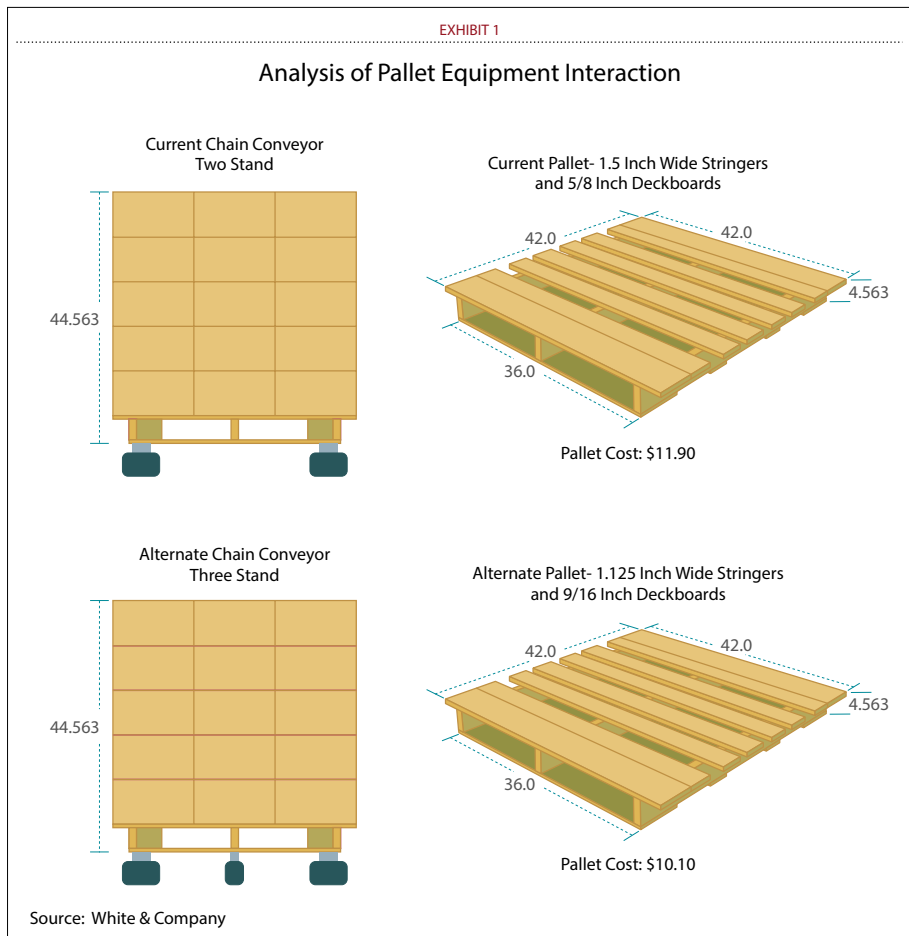 EXHIBIT 1
Analysis of Pallet Equipment Interaction
Current Chain Conveyor
Two Stand
44.563
Current Pallet- 1.5 Inch Wide Stringers
and 5/8 Inch Deckboards
42.0
42.0
4.563
36.0
Pallet Cost: $11.90
Alternate Chain Conveyor
Three Stand
44.563
Alternate Pallet- 1.125 Inch Wide Stringers
and 9/16 Inch Deckboards
42.0
42.0
4.563
36.0
Pallet Cost: $10.10
Source: White & Company